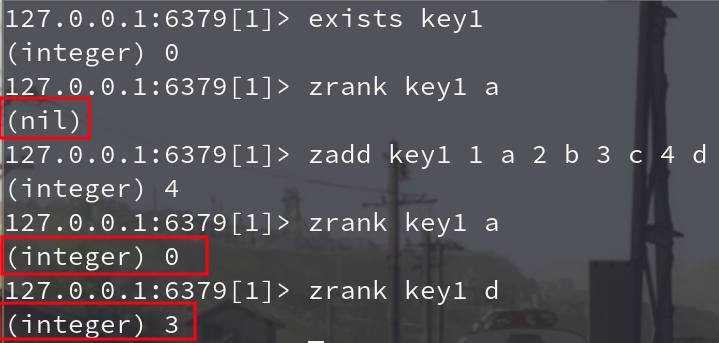 127.0.0.1:6379[1]> exists key1
(integer) 0
127.0.0.1:6379[1]> zrank key1 a
(nil)
127.0.0.1:6379[1]> zadd key1 1 a 2 b 3 c 4 d
(integer) 4
127.0.0.1:6379[1]> zrank key1 a
(integer) 0
127.0.0.1:6379[1]> zrank key1 d
(integer) 3